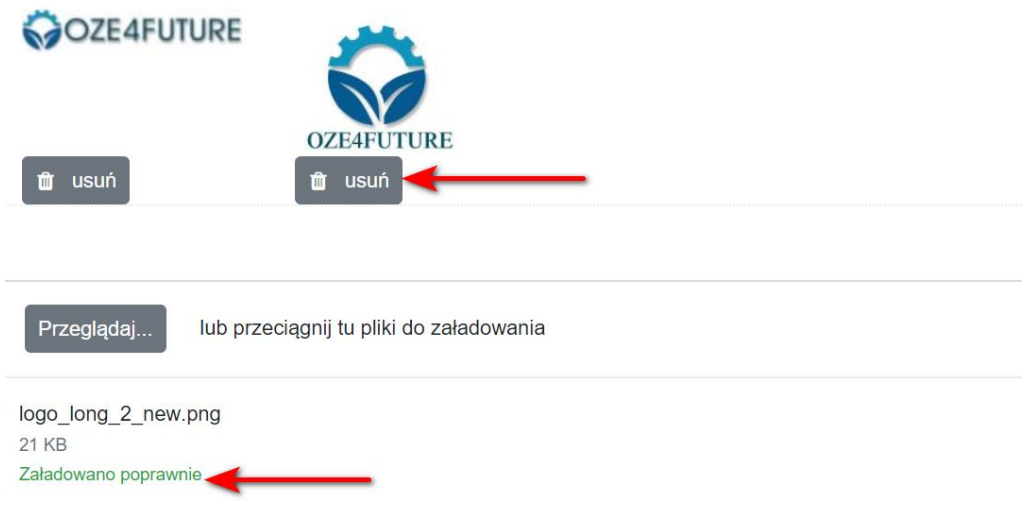 OZE4FUTURE
OZE4FUTURE
usuń
usuń
Przeglądaj...
lub przeciągnij tu pliki do załadowania
logo_long_2_new.png
21 KB
Załadowano poprawnie